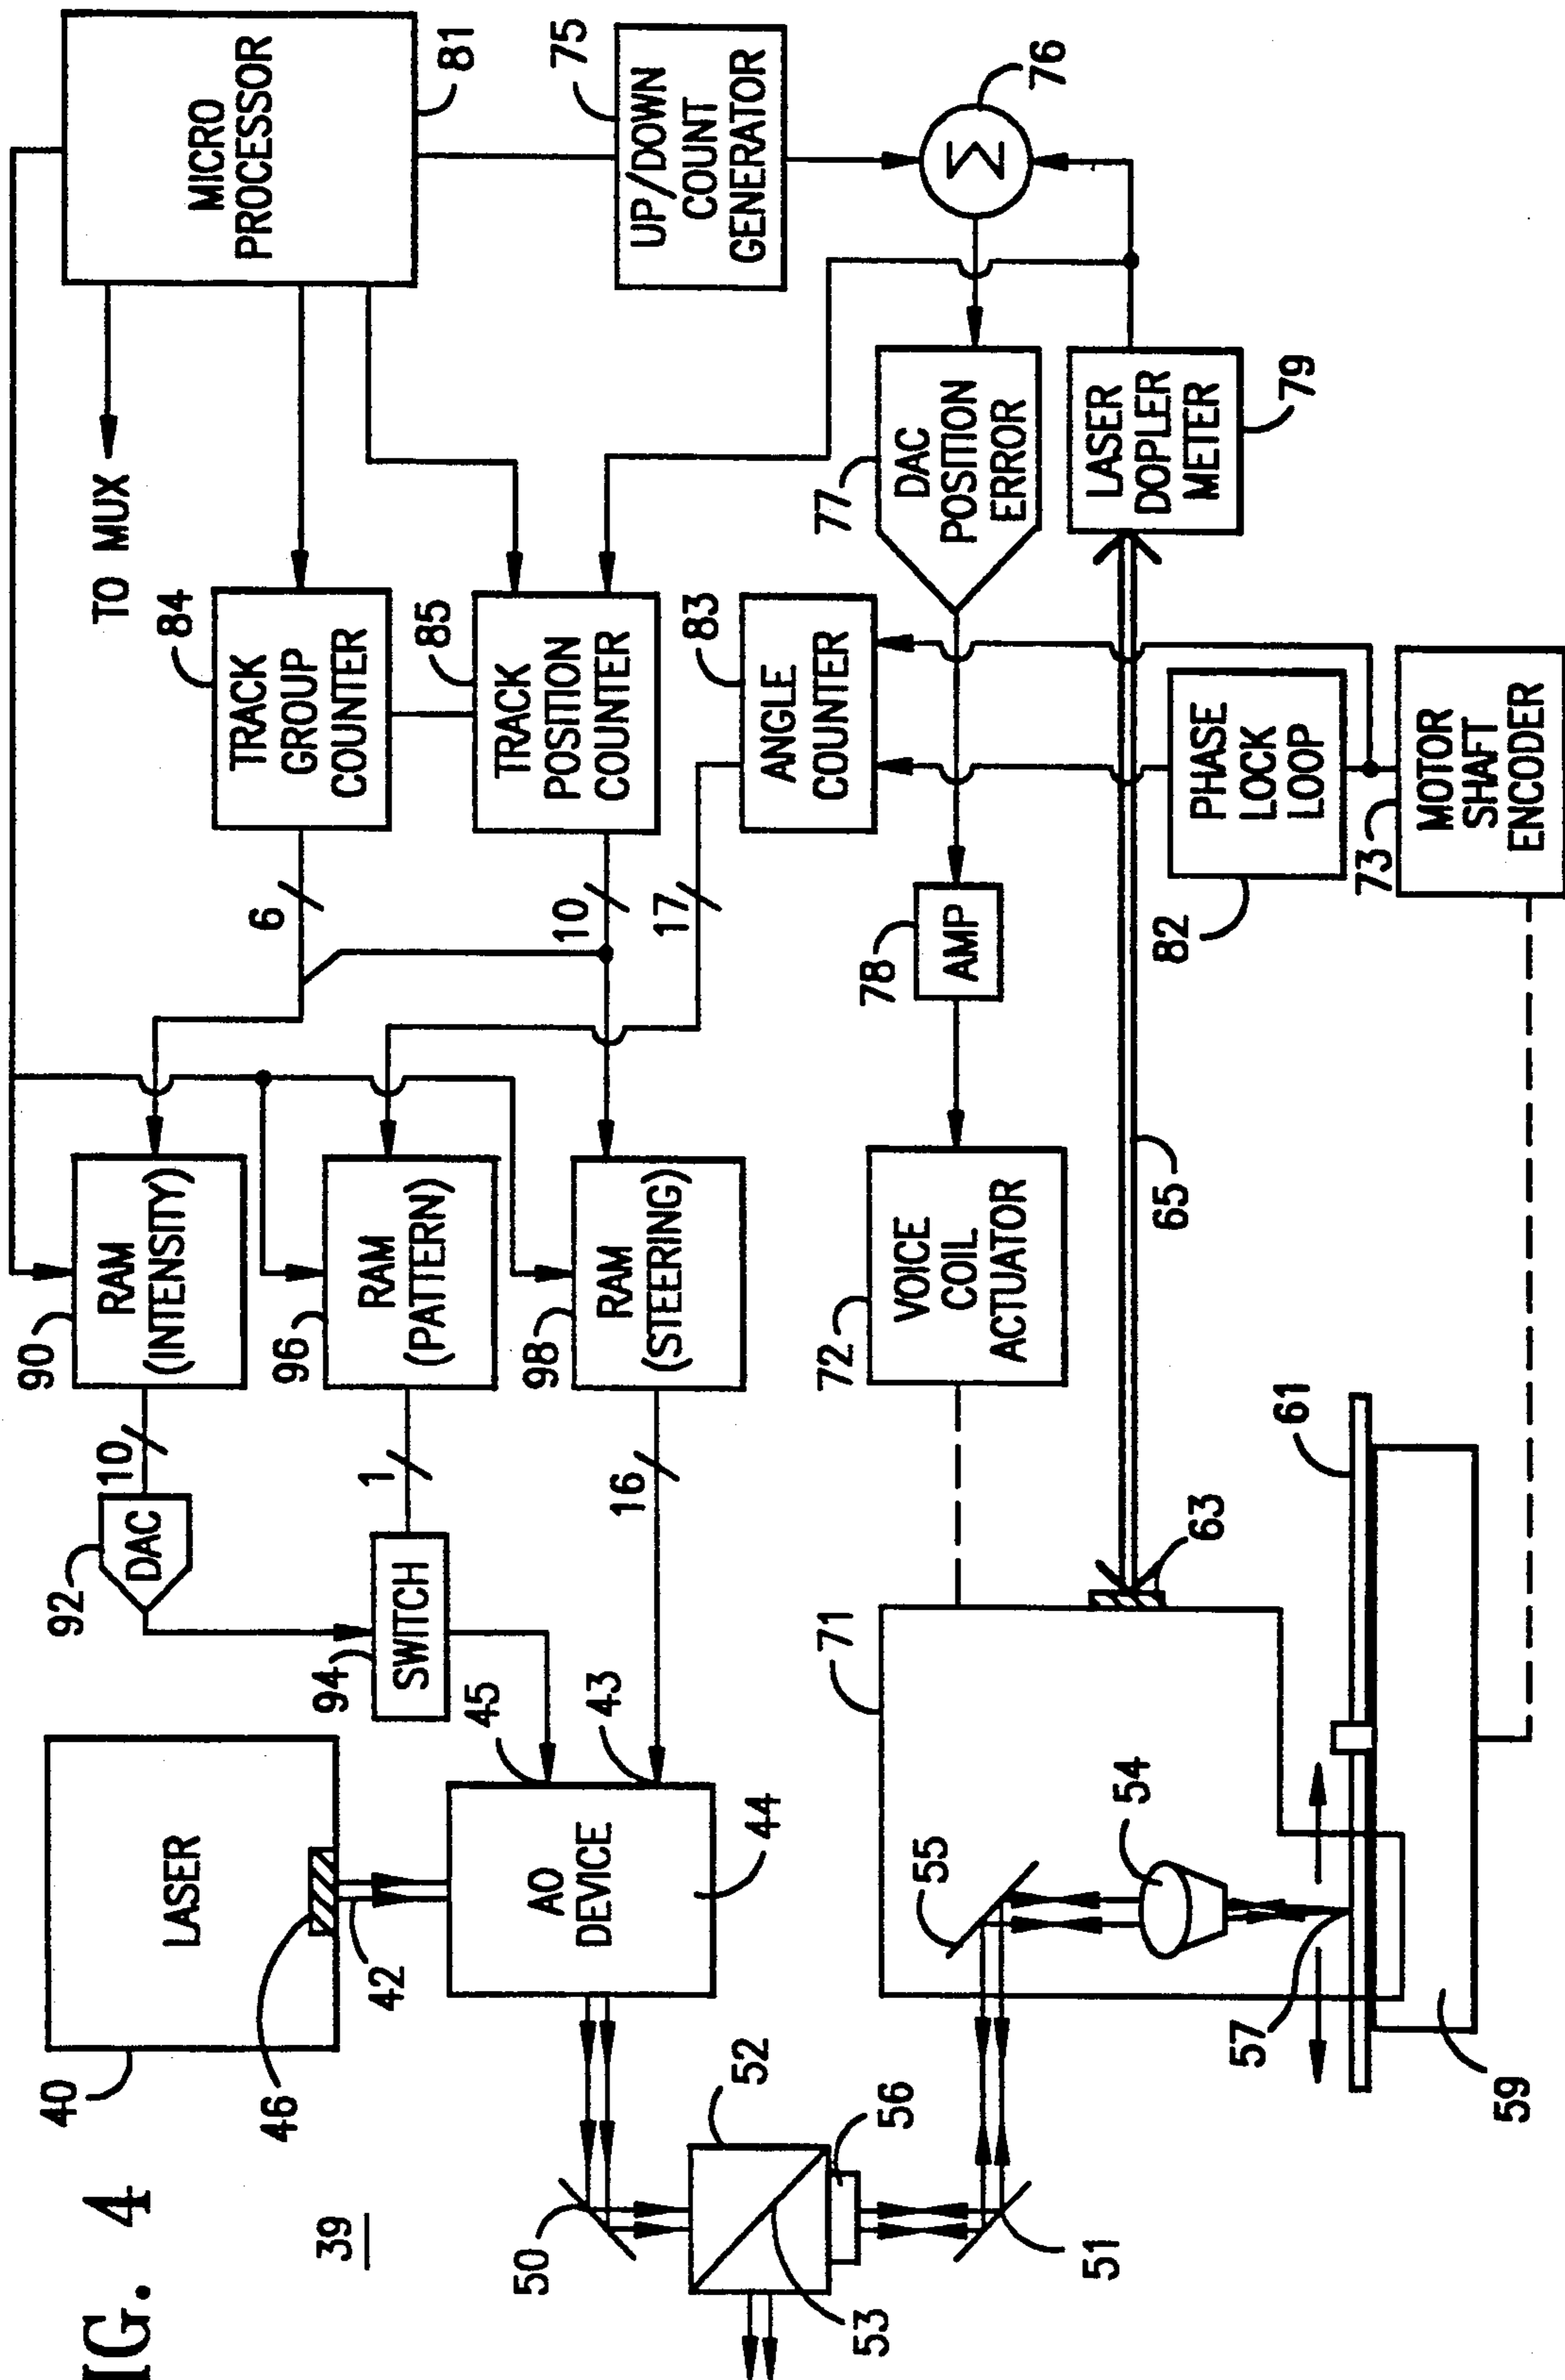 IG. 4
39
40
LASER
46
42
92
DAC
10
90
RAM
(INTENSITY)
6
84
TRACK
GROUP
COUNTER
TO MUX
MICRO
PROCESSOR
81
94
SWITCH
1
96
RAM
(PATTERN)
45
43
16
98
RAM
(STEERING)
10
85
TRACK
POSITION
COUNTER
75
UP/DOWN
COUNT
GENERATOR
AO
DEVICE
44
17
83
ANGLE
COUNTER
50
52
53
56
51
71
55
54
57
72
VOICE
COIL
ACTUATOR
78
AMP
77
DAC
POSITION
ERROR
Σ
76
63
65
LASER
DOPLER
METER
79
82
PHASE
LOCK
LOOP
61
59
73
MOTOR
SHAFT
ENCODER